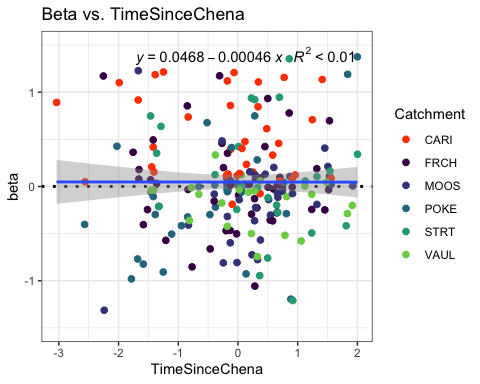 Beta vs. TimeSinceChena
y = 0.0468 − 0.00046 x R² < 0.01
1
0
-1
beta
-3 -2 -1 0 1 2
TimeSinceChena
Catchment
CARI
FRCH
MOOS
POKE
STRT
VAUL